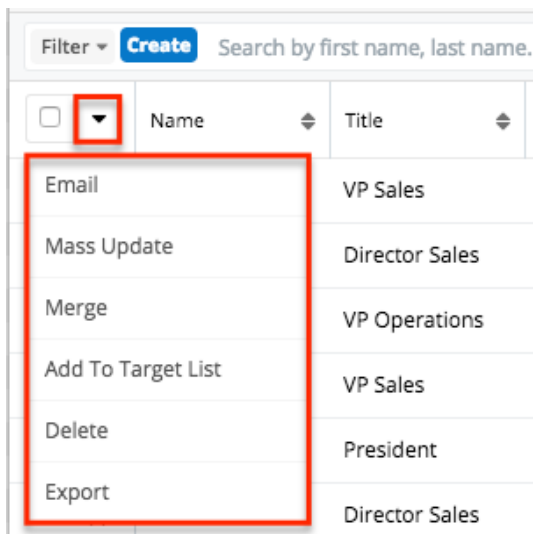 Filter Create Search by first name, last name.
Name Title
Email VP Sales
Mass Update Director Sales
Merge VP Operations
Add To Target List VP Sales
Delete President
Export Director Sales